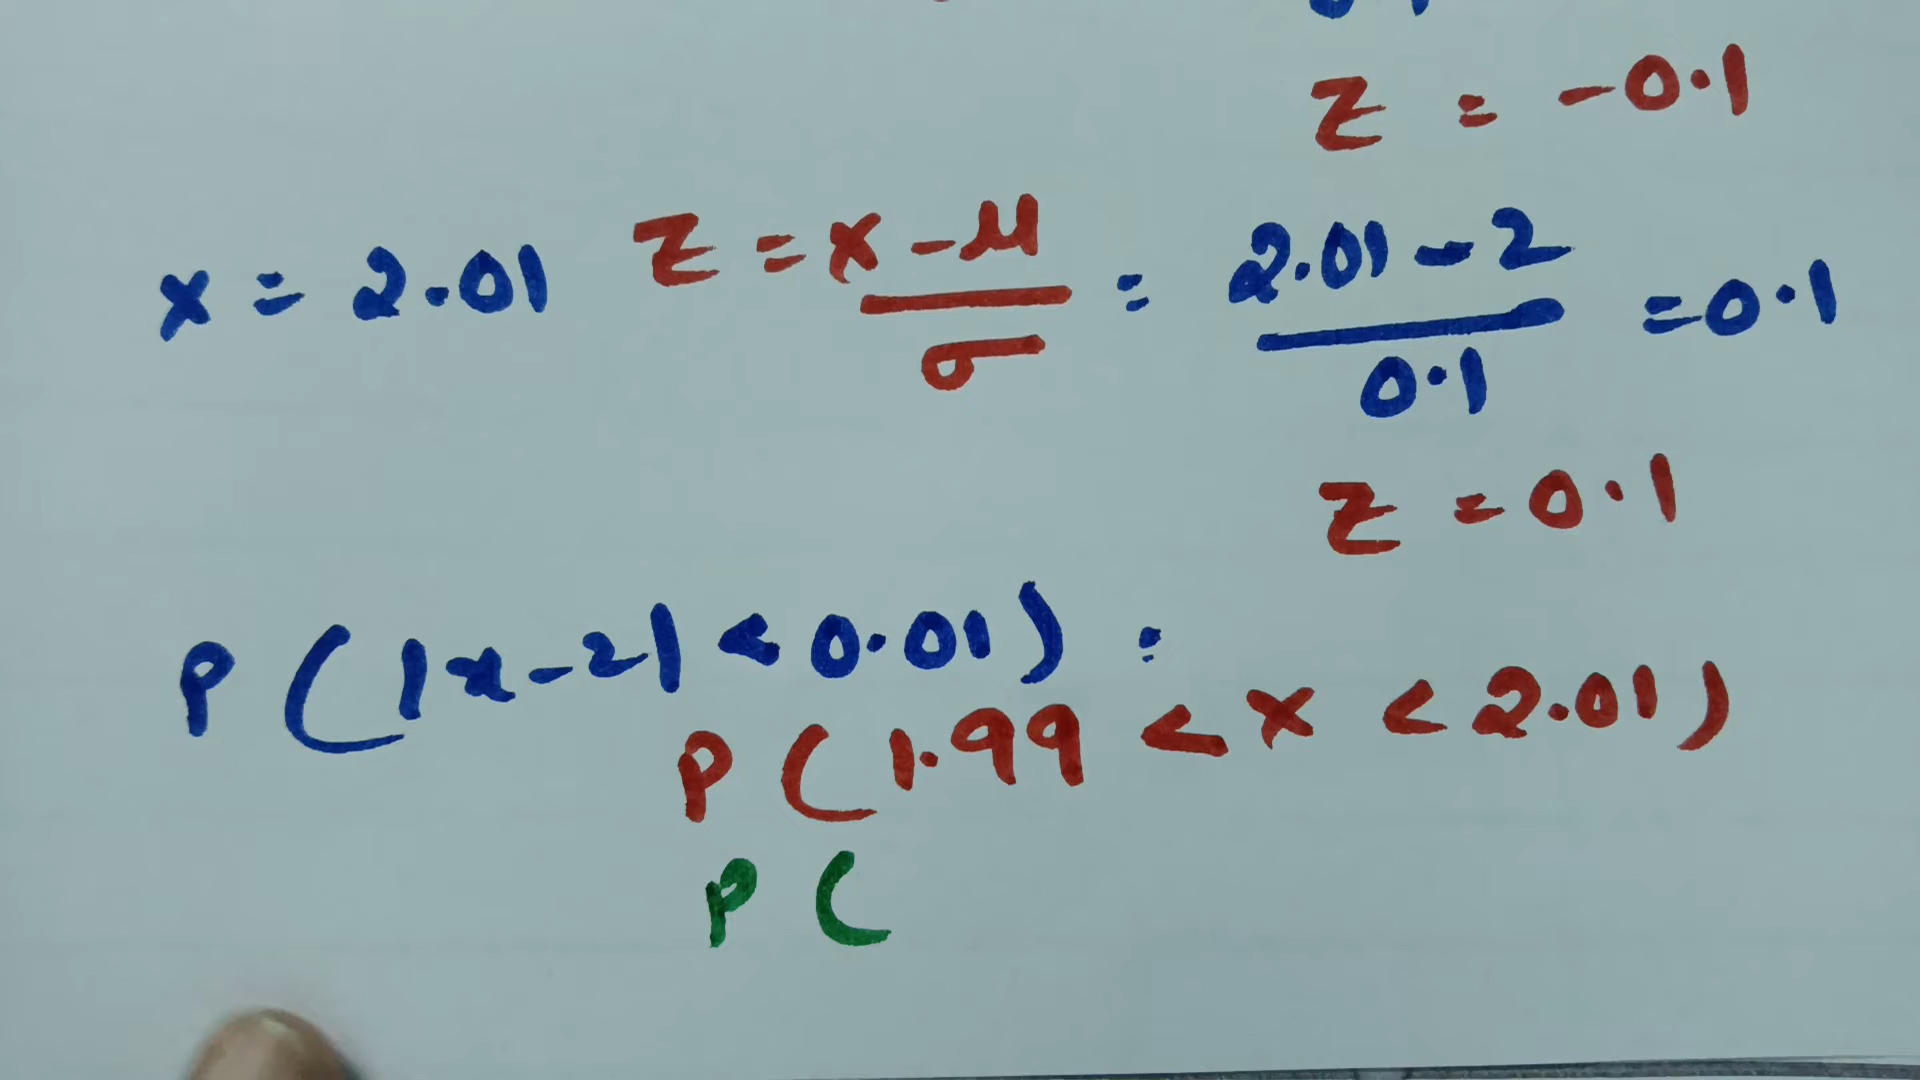 z = -0.1
x = 2.01 z = x - μ / σ = 2.01 - 2 / 0.1 = 0.1
z = 0.1
P(|x-2| < 0.01) =
P(1.99 < x < 2.01)
P(